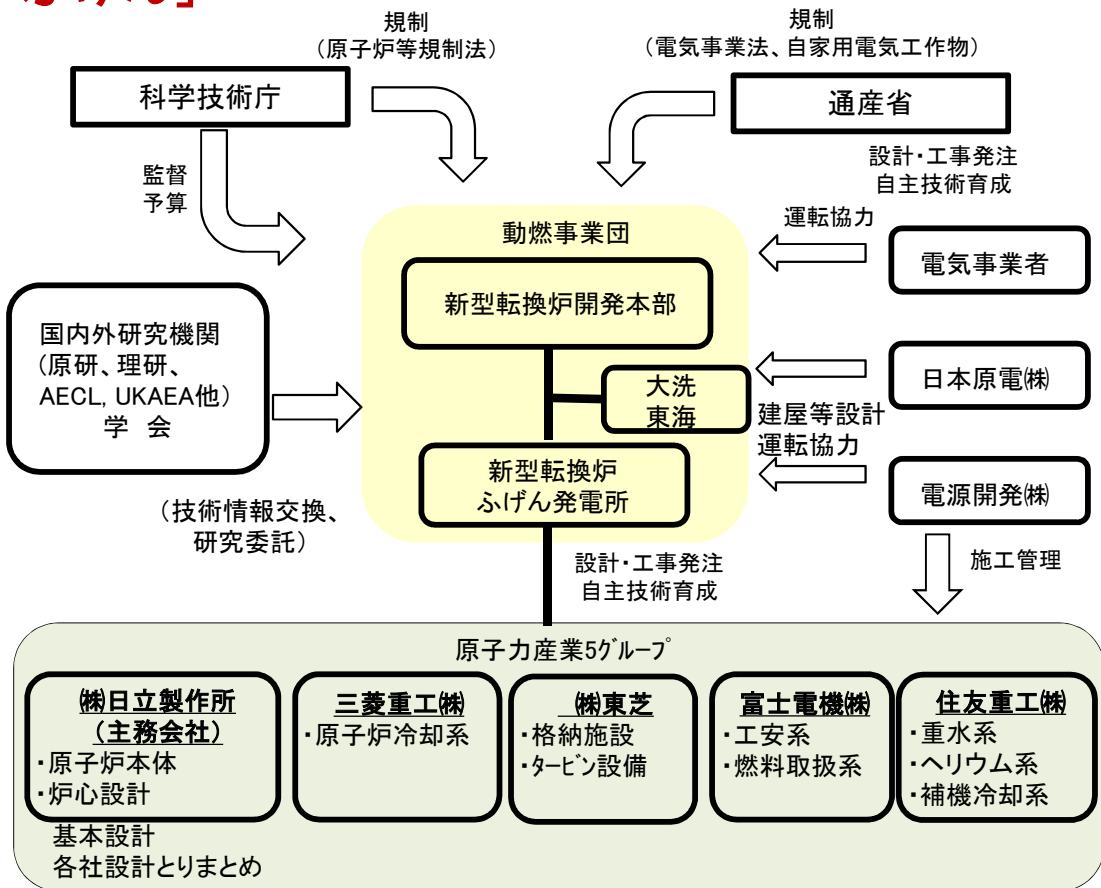 規制
(原子炉等規制法)
規制
(電気事業法、自家用電気工作物)
科学技術庁
通産省
監督
予算
設計・工事発注
自主技術育成
動燃事業団
運転協力
新型転換炉開発本部
電気事業者
国内外研究機関
(原研、理研、
AECL, UKAEA他)
学 会
大洗
東海
日本原電㈱
建屋等設計
運転協力
新型転換炉
ふげん発電所
電源開発㈱
(技術情報交換、
研究委託)
設計・工事発注
自主技術育成
施工管理
原子力産業5グループ
㈱日立製作所
(主務会社)
・原子炉本体
・炉心設計
基本設計
各社設計とりまとめ
三菱重工㈱
・原子炉冷却系
㈱東芝
・格納施設
・タービン設備
富士電機㈱
・工安系
・燃料取扱系
住友重工㈱
・重水系
・ヘリウム系
・補機冷却系